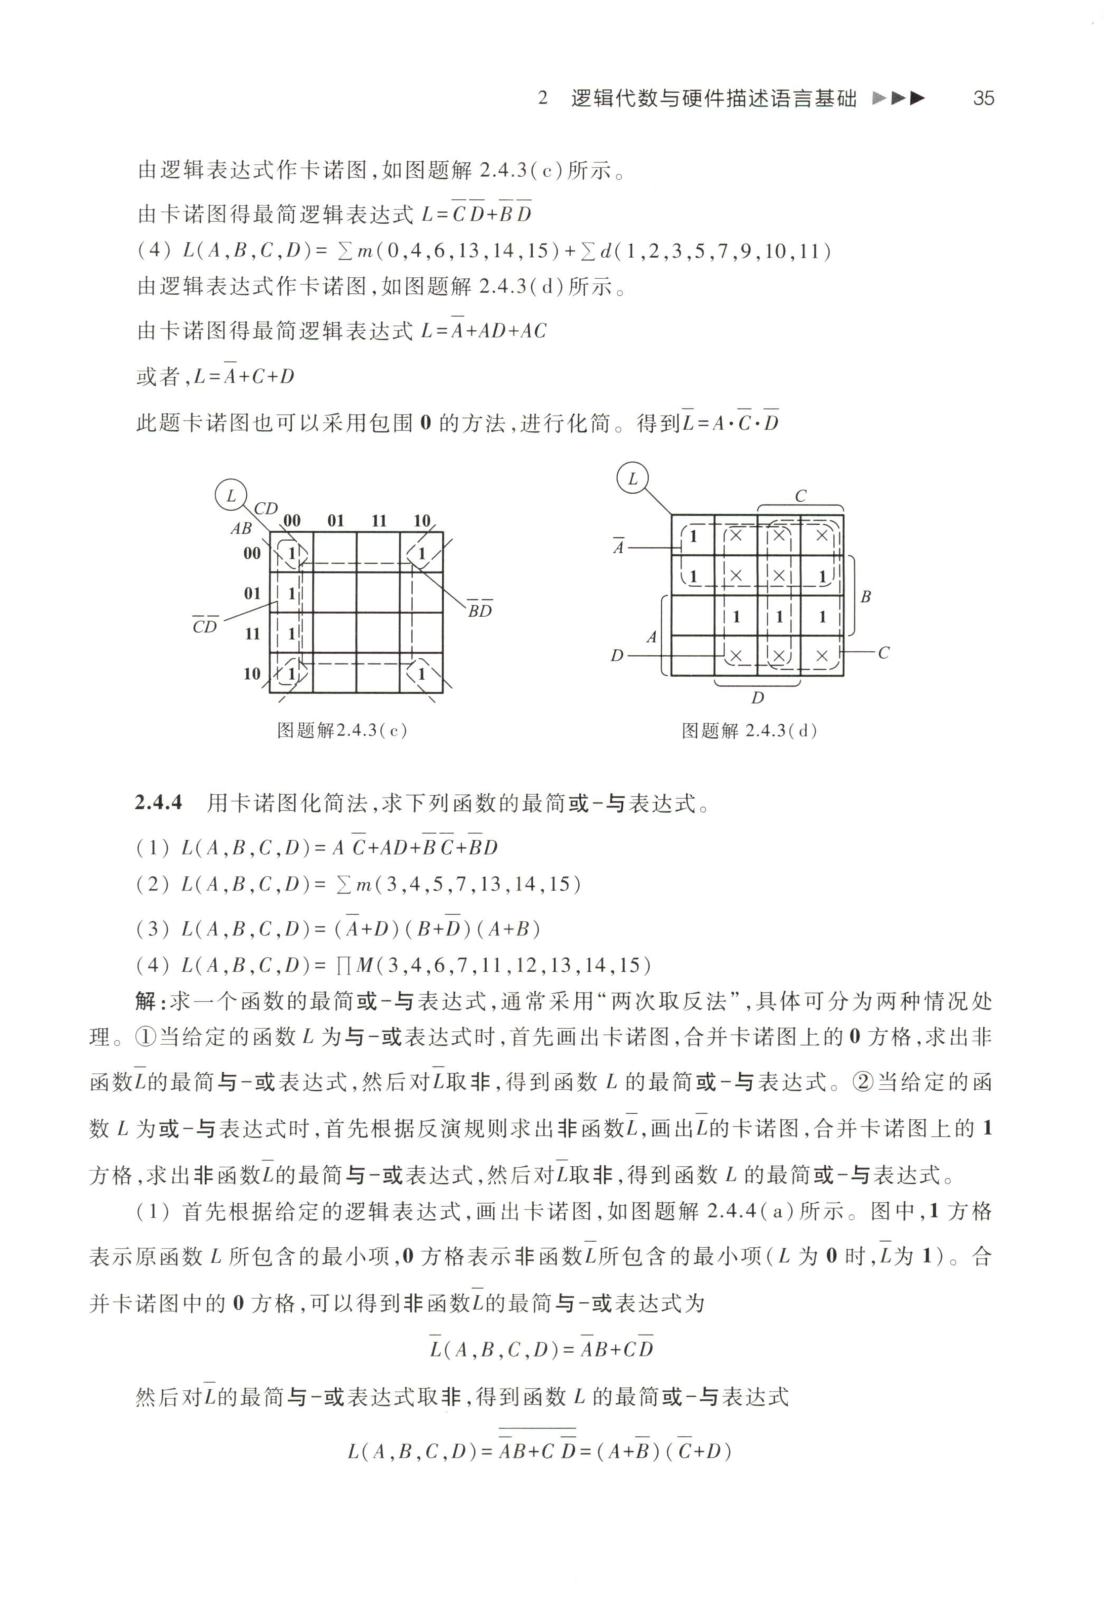 2 逻辑代数与硬件描述语言基础 ▶▶▶ 35
由逻辑表达式作卡诺图,如图题解 2.4.3(c)所示。
由卡诺图得最简逻辑表达式 L=C̅ D̅+B̅ D̅
(4) L(A,B,C,D)= ∑m(0,4,6,13,14,15)+∑d(1,2,3,5,7,9,10,11)
由逻辑表达式作卡诺图,如图题解 2.4.3(d)所示。
由卡诺图得最简逻辑表达式 L=A̅+AD+AC
或者,L=A̅+C+D
此题卡诺图也可以采用包围 0 的方法,进行化简。得到L̅=A·C̅·D̅
L
CD
AB
00 01 11 10
00 1 1
01 1
11 1
10 1 1
C̅D̅
B̅D̅
图题解2.4.3(c)
L
C
A̅
1 × × ×
1 × × 1
B
1 1 1
A
× × ×
D
C
D
图题解 2.4.3(d)
2.4.4 用卡诺图化简法,求下列函数的最简或-与表达式。
(1) L(A,B,C,D)= A C̅+AD+B̅ C̅+B̅D
(2) L(A,B,C,D)= ∑m(3,4,5,7,13,14,15)
(3) L(A,B,C,D)= (A̅+D)(B+D̅)(A+B)
(4) L(A,B,C,D)= ∏M(3,4,6,7,11,12,13,14,15)
解:求一个函数的最简或-与表达式,通常采用“两次取反法”,具体可分为两种情况处
理。①当给定的函数 L 为与-或表达式时,首先画出卡诺图,合并卡诺图上的 0 方格,求出非
函数L̅的最简与-或表达式,然后对L̅取非,得到函数 L 的最简或-与表达式。②当给定的函
数 L 为或-与表达式时,首先根据反演规则求出非函数L̅,画出L̅的卡诺图,合并卡诺图上的 1
方格,求出非函数L̅的最简与-或表达式,然后对L̅取非,得到函数 L 的最简或-与表达式。
(1) 首先根据给定的逻辑表达式,画出卡诺图,如图题解 2.4.4(a)所示。图中,1 方格
表示原函数 L 所包含的最小项,0 方格表示非函数L̅所包含的最小项(L 为 0 时,L̅为 1)。合
并卡诺图中的 0 方格,可以得到非函数L̅的最简与-或表达式为
L̅(A,B,C,D)= A̅B+CD̅
然后对L̅的最简与-或表达式取非,得到函数 L 的最简或-与表达式
L(A,B,C,D)= \overline{A̅B+C D̅}=(A+B̅)(C̅+D)